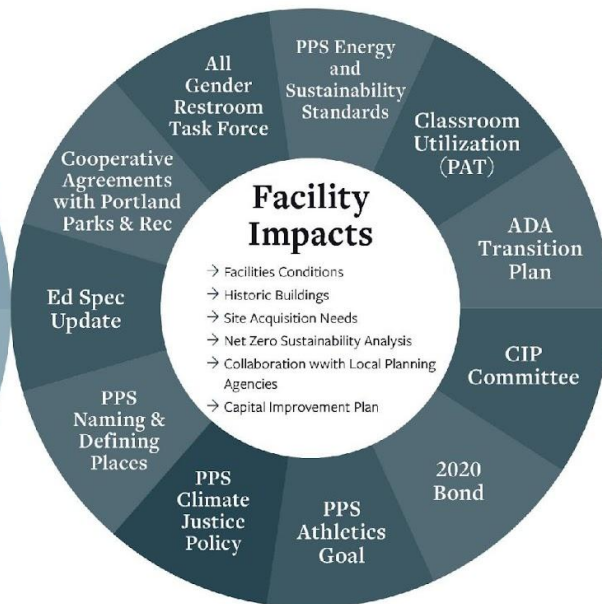 Facility
Impacts
→ Facilities Conditions
→ Historic Buildings
→ Site Acquisition Needs
→ Net Zero Sustainability Analysis
→ Collaboration wwith Local Planning
Agencies
→ Capital Improvement Plan
All
Gender
Restroom
Task Force
PPS Energy
and
Sustainability
Standards
Classroom
Utilization
(PAT)
ADA
Transition
Plan
CIP
Committee
2020
Bond
PPS
Athletics
Goal
PPS
Climate
Justice
Policy
PPS
Naming &
Defining
Places
Ed Spec
Update
Cooperative
Agreements
with Portland
Parks & Rec